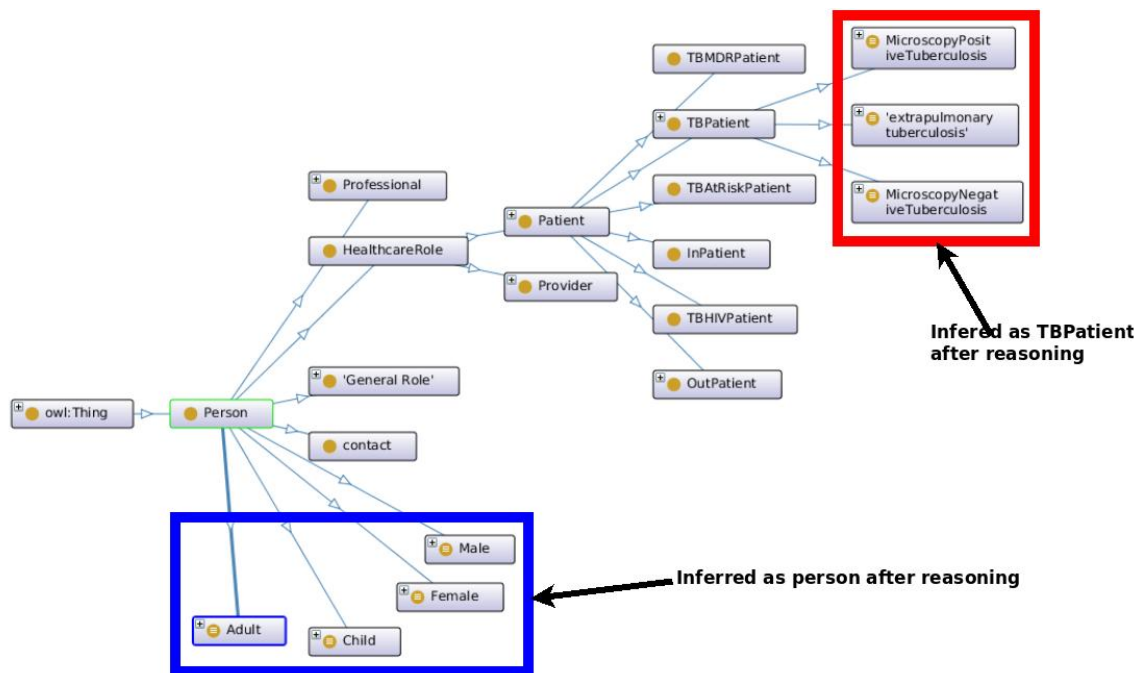 MicroscopyPosit
iveTuberculosis
TBMDRPatient
'extrapulmonary
tuberculosis'
TBPatient
Professional
TBAtRiskPatient
MicroscopyNegat
iveTuberculosis
Patient
HealthcareRole
InPatient
Provider
TBHIVPatient
Infered as TBPatient
after reasoning
'General Role'
OutPatient
owl:Thing
Person
contact
Male
Inferred as person after reasoning
Female
Adult
Child